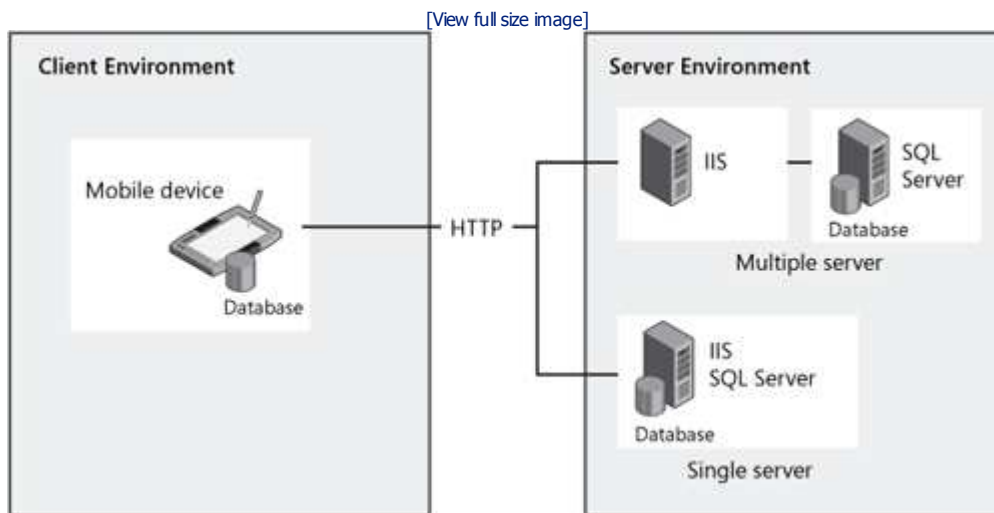 [View full size image]
Client Environment
Mobile device
Database
HTTP
Server Environment
IIS
SQL
Server
Database
Multiple server
IIS
SQL Server
Database
Single server